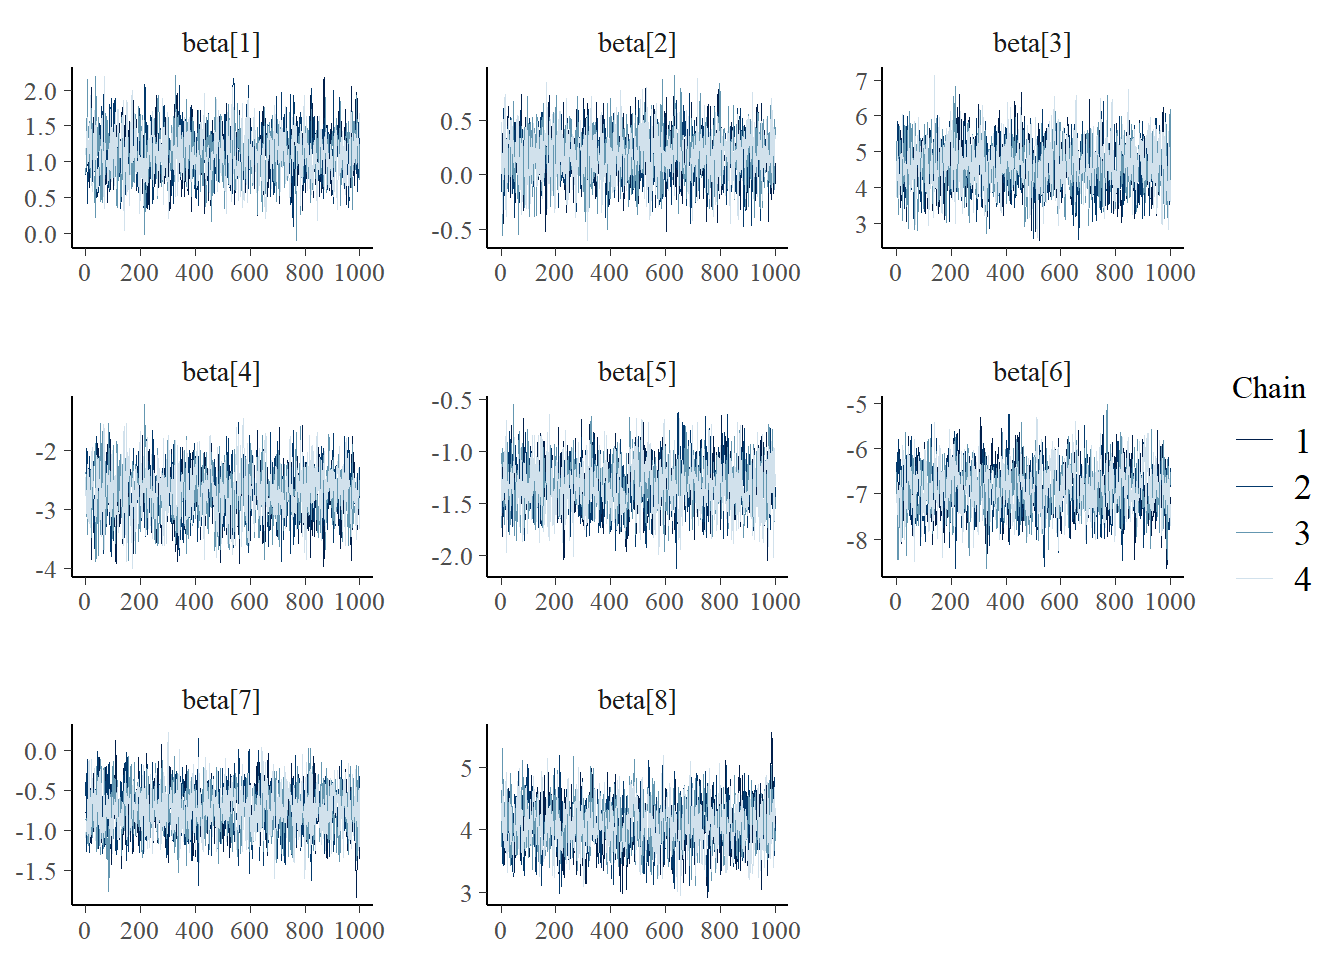 beta[1] beta[2] beta[3]
2.0 1.5 1.0 0.5 0.0
0.5 0.0 -0.5
7 6 5 4 3
0 200 400 600 800 1000
0 200 400 600 800 1000
0 200 400 600 800 1000
beta[4] beta[5] beta[6]
-2 -3 -4
-0.5 -1.0 -1.5 -2.0
-5 -6 -7 -8
0 200 400 600 800 1000
0 200 400 600 800 1000
0 200 400 600 800 1000
Chain
1
2
3
4
beta[7] beta[8]
0.0 -0.5 -1.0 -1.5
5 4 3
0 200 400 600 800 1000
0 200 400 600 800 1000